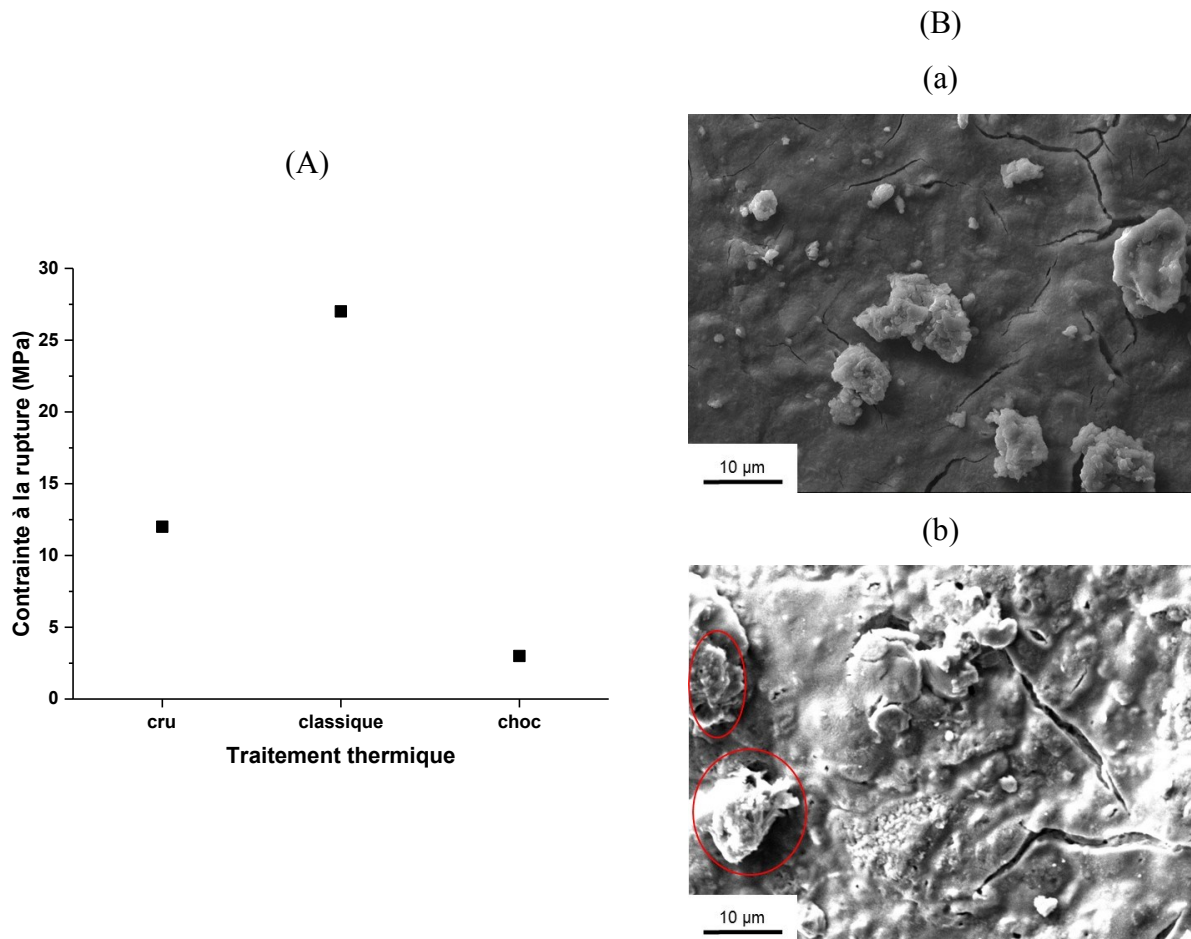 (A)
Contrainte à la rupture (MPa)
30
25
20
15
10
5
0
cru classique choc
Traitement thermique
(B)
(a)
10 µm
(b)
10 µm